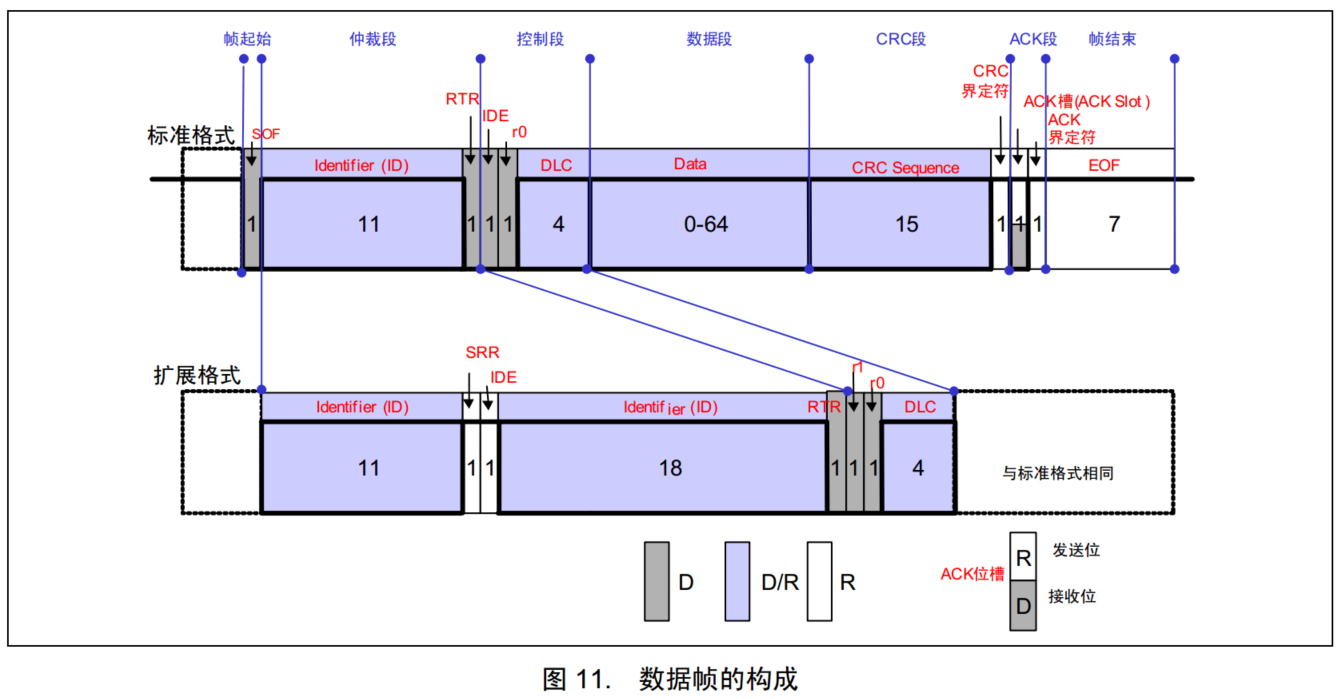 帧起始 仲裁段 控制段 数据段 CRC段 ACK段 帧结束
CRC
界定符
RTR
IDE
r0
ACK槽(ACK Slot)
ACK
界定符
标准格式
SOF
Identifier (ID) DLC Data CRC Sequence EOF
1 11 1 1 1 4 0-64 15 1 1 1 7
SRR
IDE
r1
r0
扩展格式
Identifier (ID) Identifier (ID) RTR DLC
11 1 1 18 1 1 1 4 与标准格式相同
D D/R R
ACK位槽
R 发送位
D 接收位
图 11. 数据帧的构成